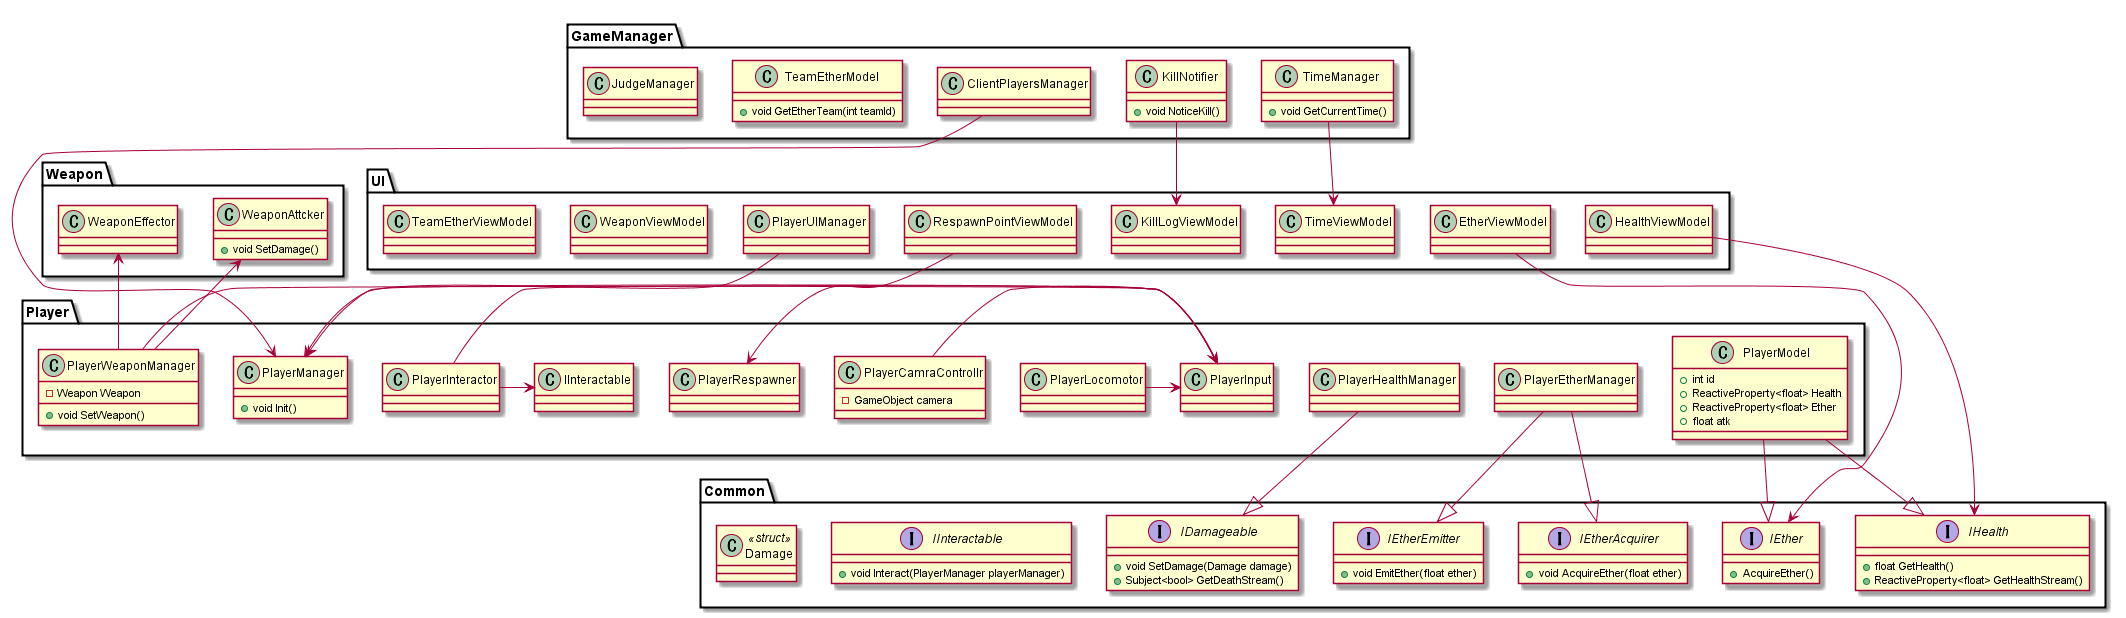 GameManager
JudgeManager
TeamEtherModel
void GetEtherTeam(int teamId)
ClientPlayersManager
KillNotifier
void NoticeKill()
TimeManager
void GetCurrentTime()
Weapon
WeaponEffector
WeaponAttcker
void SetDamage()
UI
TeamEtherViewModel
WeaponViewModel
PlayerUIManager
RespawnPointViewModel
KillLogViewModel
TimeViewModel
EtherViewModel
HealthViewModel
Player
PlayerWeaponManager
Weapon Weapon
void SetWeapon()
PlayerManager
void Init()
PlayerInteractor
IInteractable
PlayerRespawner
PlayerCamraControllr
GameObject camera
PlayerLocomotor
PlayerInput
PlayerHealthManager
PlayerEtherManager
PlayerModel
int id
ReactiveProperty<float> Health
ReactiveProperty<float> Ether
float atk
Common
«struct»
Damage
IInteractable
void Interact(PlayerManager playerManager)
IDamageable
void SetDamage(Damage damage)
Subject<bool> GetDeathStream()
IEtherEmitter
void EmitEther(float ether)
IEtherAcquirer
void AcquireEther(float ether)
IEther
AcquireEther()
IHealth
float GetHealth()
ReactiveProperty<float> GetHealthStream()